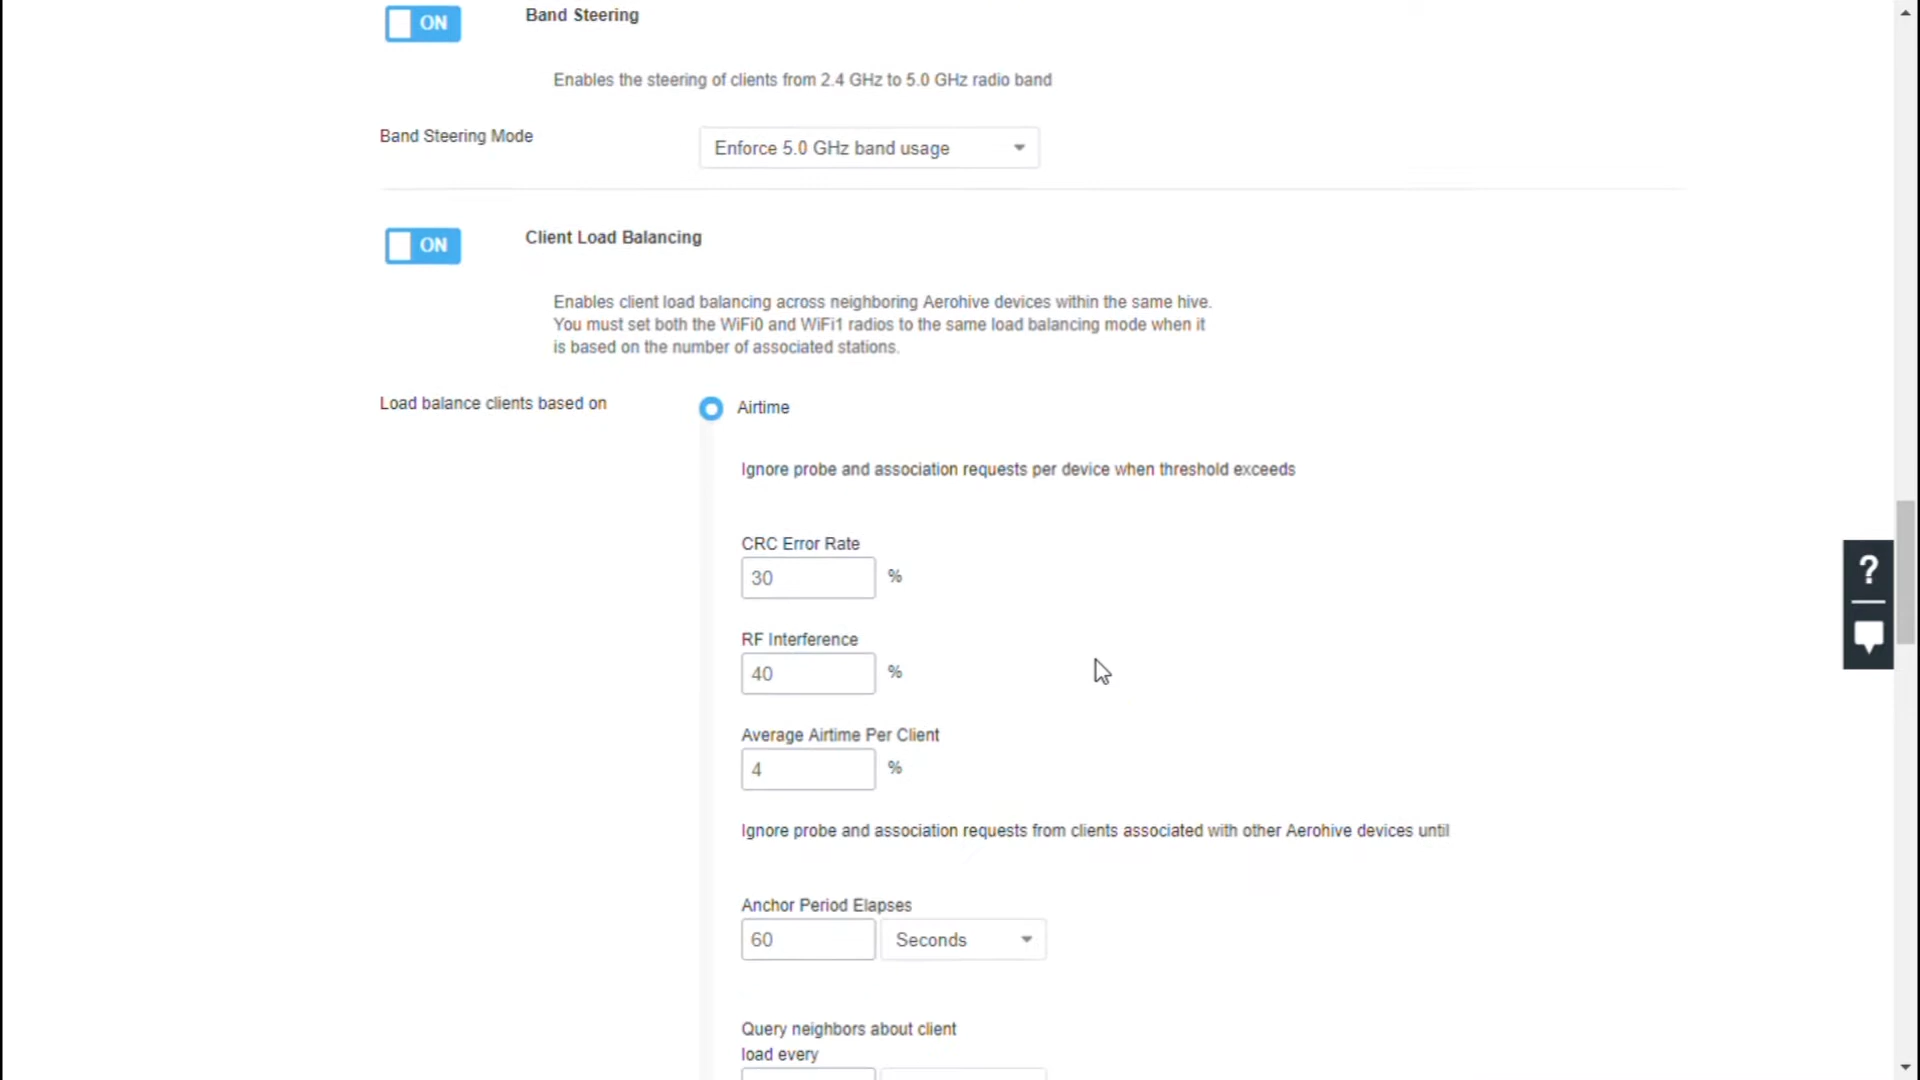 ON
Band Steering
Enables the steering of clients from 2.4 GHz to 5.0 GHz radio band
Band Steering Mode
Enforce 5.0 GHz band usage
ON
Client Load Balancing
Enables client load balancing across neighboring Aerohive devices within the same hive.
You must set both the WiFi0 and WiFi1 radios to the same load balancing mode when it
is based on the number of associated stations.
Load balance clients based on
Airtime
Ignore probe and association requests per device when threshold exceeds
CRC Error Rate
30 %
RF Interference
40 %
Average Airtime Per Client
4 %
Ignore probe and association requests from clients associated with other Aerohive devices until
Anchor Period Elapses
60 Seconds
Query neighbors about client
load every
?